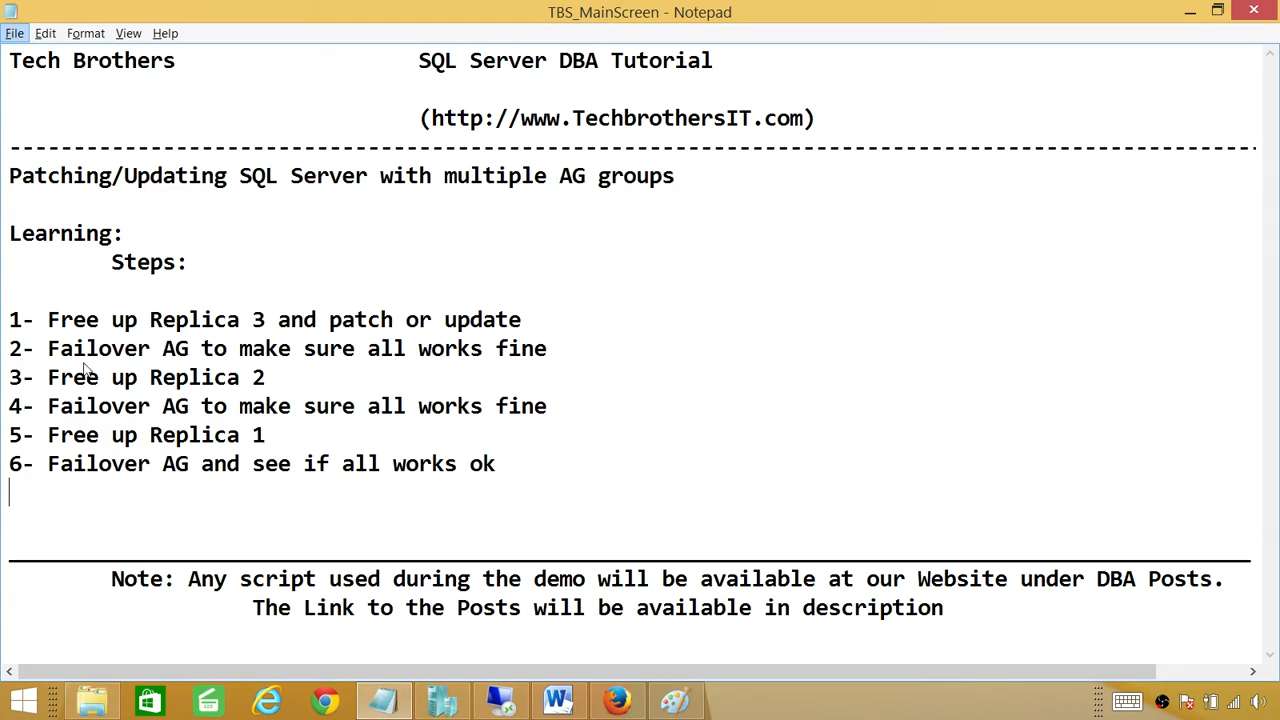 TBS_MainScreen - Notepad
File Edit Format View Help
Tech Brothers SQL Server DBA Tutorial
(http://www.TechbrothersIT.com)
Patching/Updating SQL Server with multiple AG groups
Learning:
Steps:
1- Free up Replica 3 and patch or update
2- Failover AG to make sure all works fine
3- Free up Replica 2
4- Failover AG to make sure all works fine
5- Free up Replica 1
6- Failover AG and see if all works ok
Note: Any script used during the demo will be available at our Website under DBA Posts.
The Link to the Posts will be available in description